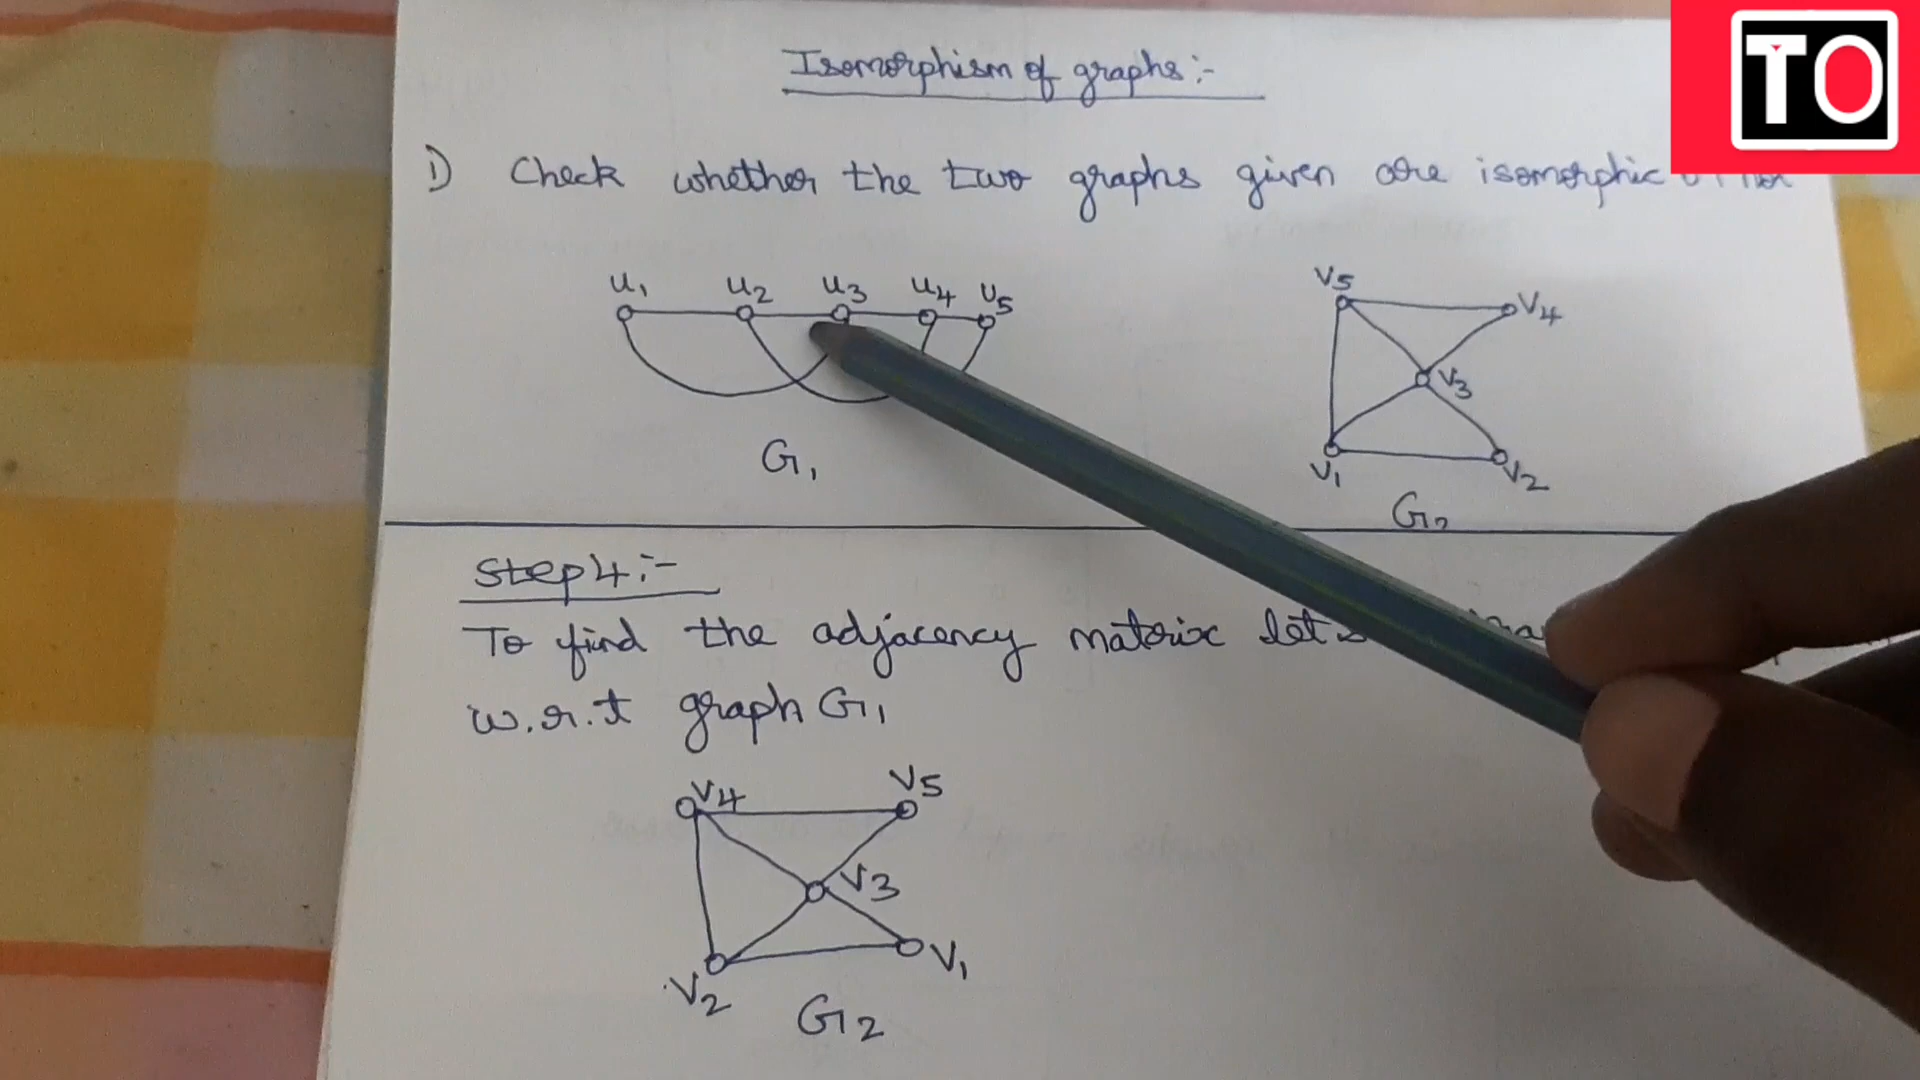 TO
Isomorphism of graphs:-
1) Check whether the two graphs given are isomorphic
u1 u2 u3 u4 u5
V5
V4
V3
V1
V2
G1
G2
Step4:-
To find the adjacency matrix let's
w.r.t graph G1
V4
V5
V3
V2
V1
G2